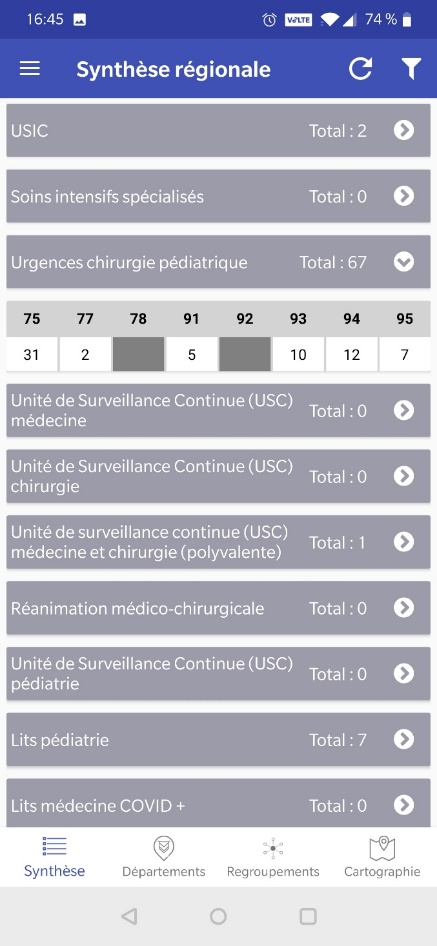 16:45 VoLTE 74 %
Synthèse régionale
USIC Total : 2
Soins intensifs spécialisés Total : 0
Urgences chirurgie pédiatrique Total : 67
75 77 78 91 92 93 94 95
31 2 5 10 12 7
Unité de Surveillance Continue (USC)
médecine Total : 0
Unité de Surveillance Continue (USC)
chirurgie Total : 0
Unité de surveillance continue (USC)
médecine et chirurgie (polyvalente) Total : 1
Réanimation médico-chirurgicale Total : 0
Unité de Surveillance Continue (USC)
pédiatrie Total : 0
Lits pédiatrie Total : 7
Lits médecine COVID + Total : 0
Synthèse Départements Regroupements Cartographie